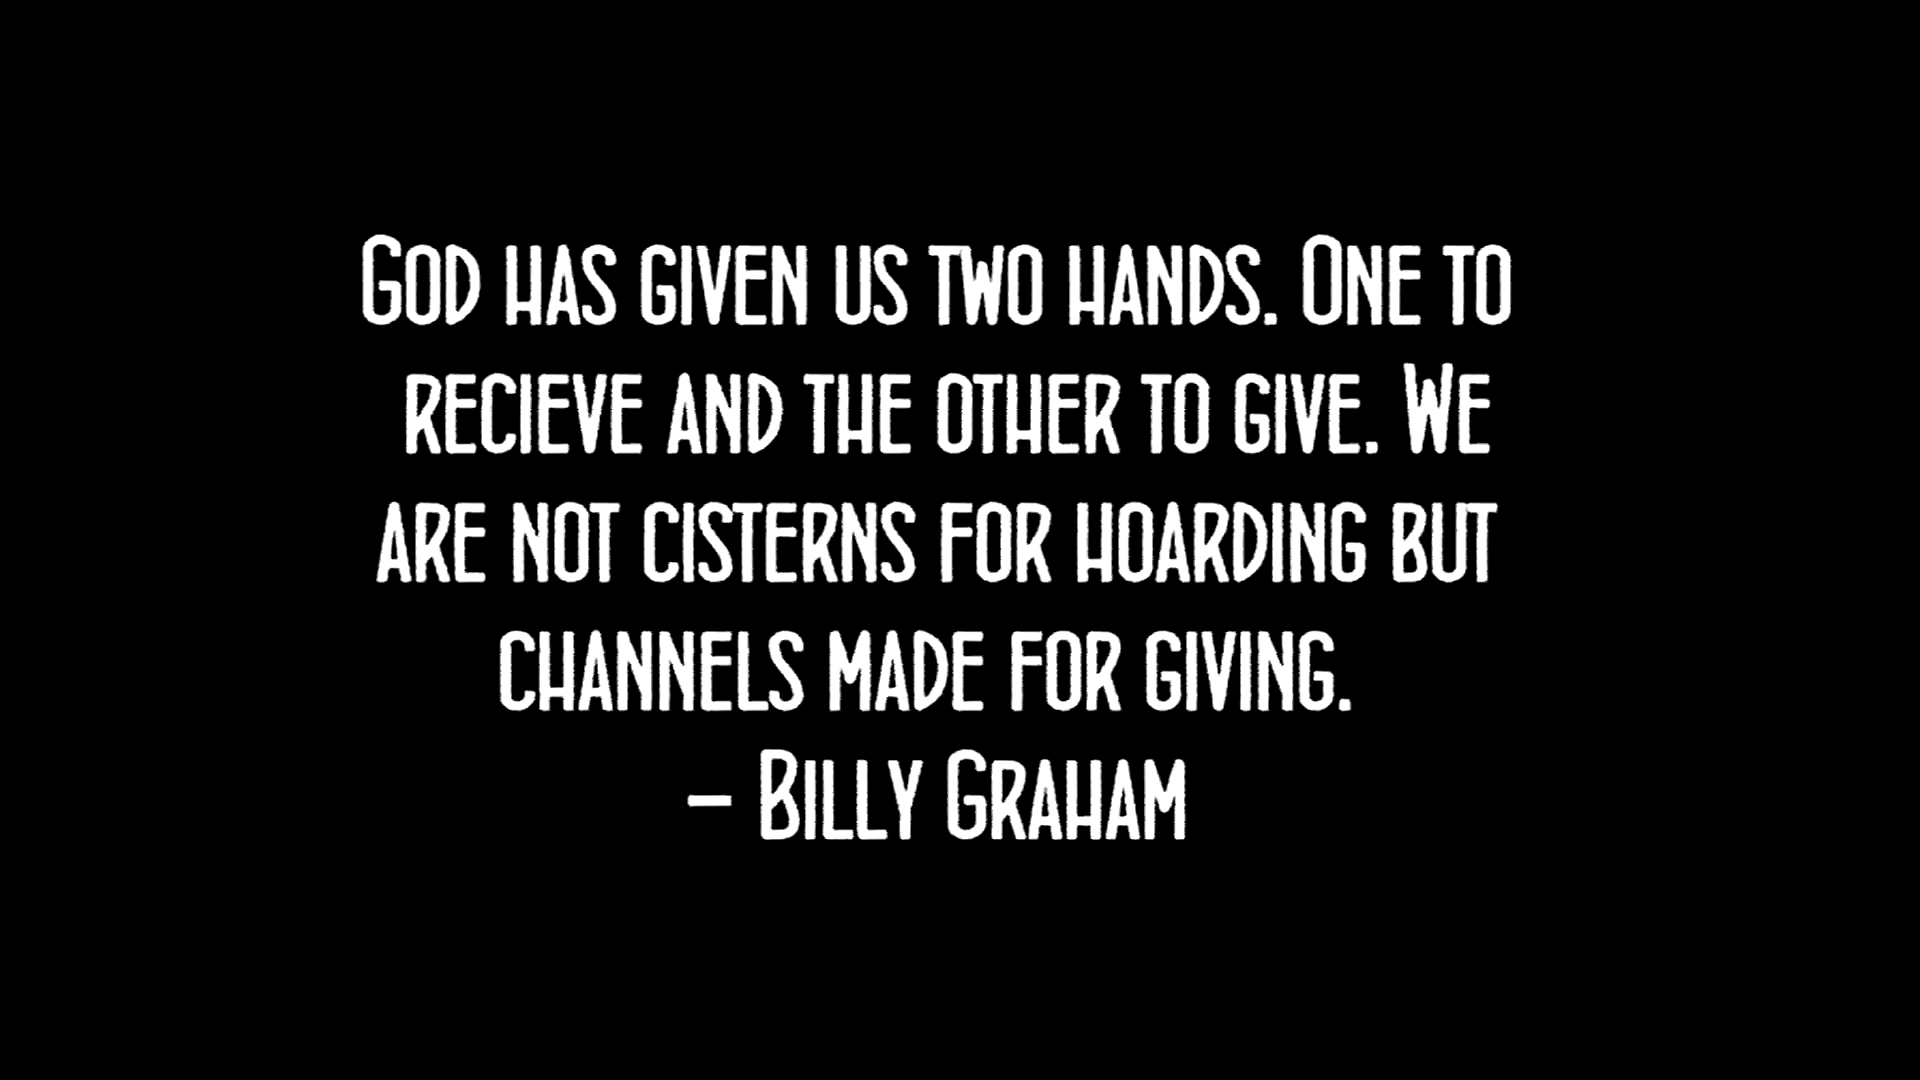 God has given us two hands. One to
recieve and the other to give. We
are not cisterns for hoarding but
channels made for giving.
– Billy Graham